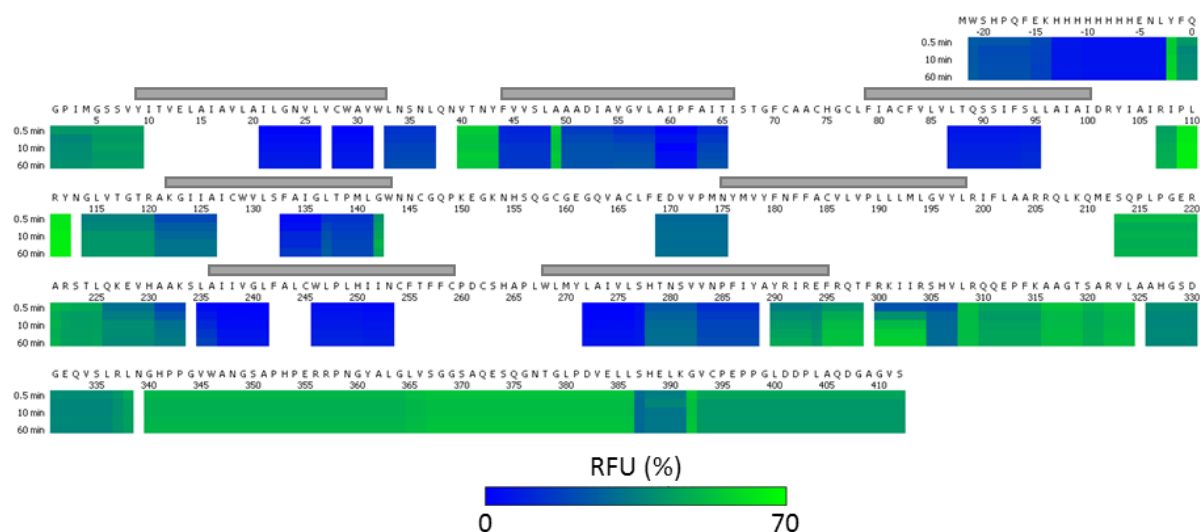 M W S H P Q F E K H H H H H H H H E N L Y F Q
-20 -15 -10 -5 0
0.5 min
10 min
60 min
G P I M G S S V Y I T V E L A I A V L A I L G N V L V C W A V W L N S N L Q N V T N Y F V V S L A A A D I A V G V L A I P F A I T I S T G F C A A C H G C L F I A C F V L V L T Q S S I F S L L A I A I D R Y I A I R I P L
5 10 15 20 25 30 35 40 45 50 55 60 65 70 75 80 85 90 95 100 105 110
0.5 min
10 min
60 min
R Y N G L V T G T R A K G I I A I C W V L S F A I G L T P M L G W N N C G Q P K E G K N H S Q G C G E G Q V A C L F E D V V P M N Y M V Y F N F F A C V L V P L L L M L G V Y L R I F L A A R R Q L K Q M E S Q P L P G E R
115 120 125 130 135 140 145 150 155 160 165 170 175 180 185 190 195 200 205 210 215 220
0.5 min
10 min
60 min
A R S T L Q K E V H A A K S L A I I V G L F A L C W L P L H I I N C F T F F C P D C S H A P L W L M Y L A I V L S H T N S V V N P F I Y A Y R I R E F R Q T F R K I I R S H V L R Q Q E P F K A A G T S A R V L A A H G S D
225 230 235 240 245 250 255 260 265 270 275 280 285 290 295 300 305 310 315 320 325 330
0.5 min
10 min
60 min
G E Q V S L R L N G H P P G V W A N G S A P H P E R R P N G Y A L G L V S G G S A Q E S Q G N T G L P D V E L L S H E L K G V C P E P P G L D D P L A Q D G A G V S
335 340 345 350 355 360 365 370 375 380 385 390 395 400 405 410
0.5 min
10 min
60 min
RFU (%)
0 70